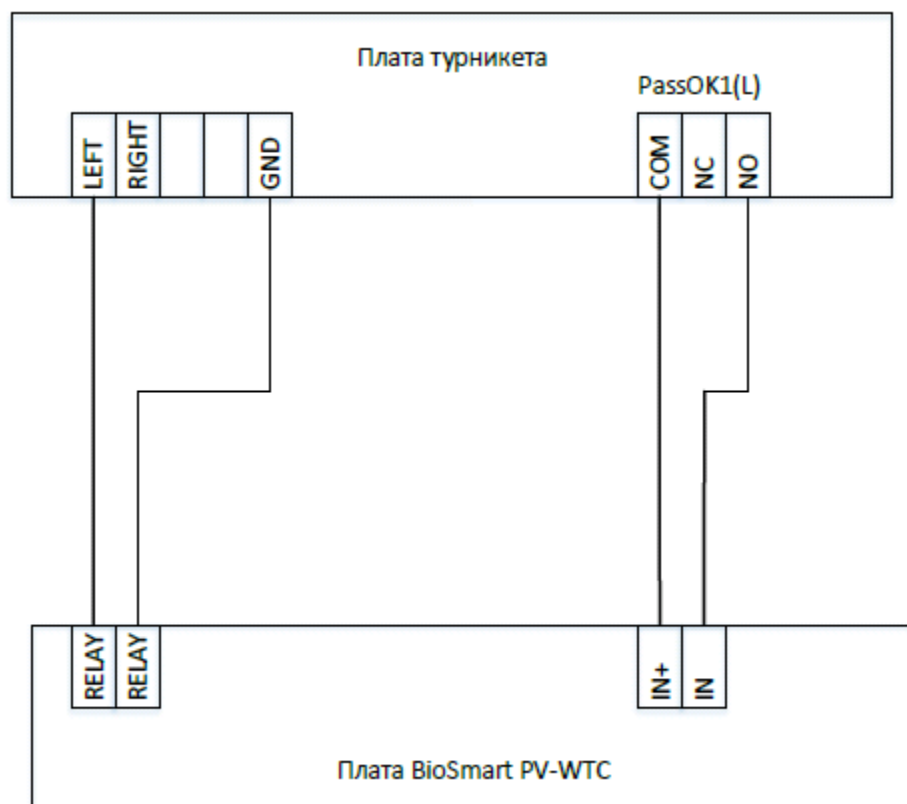 Плата турникета
PassOK1(L)
LEFT
RIGHT
GND
COM
NC
NO
RELAY
RELAY
IN+
IN
Плата BioSmart PV-WTC